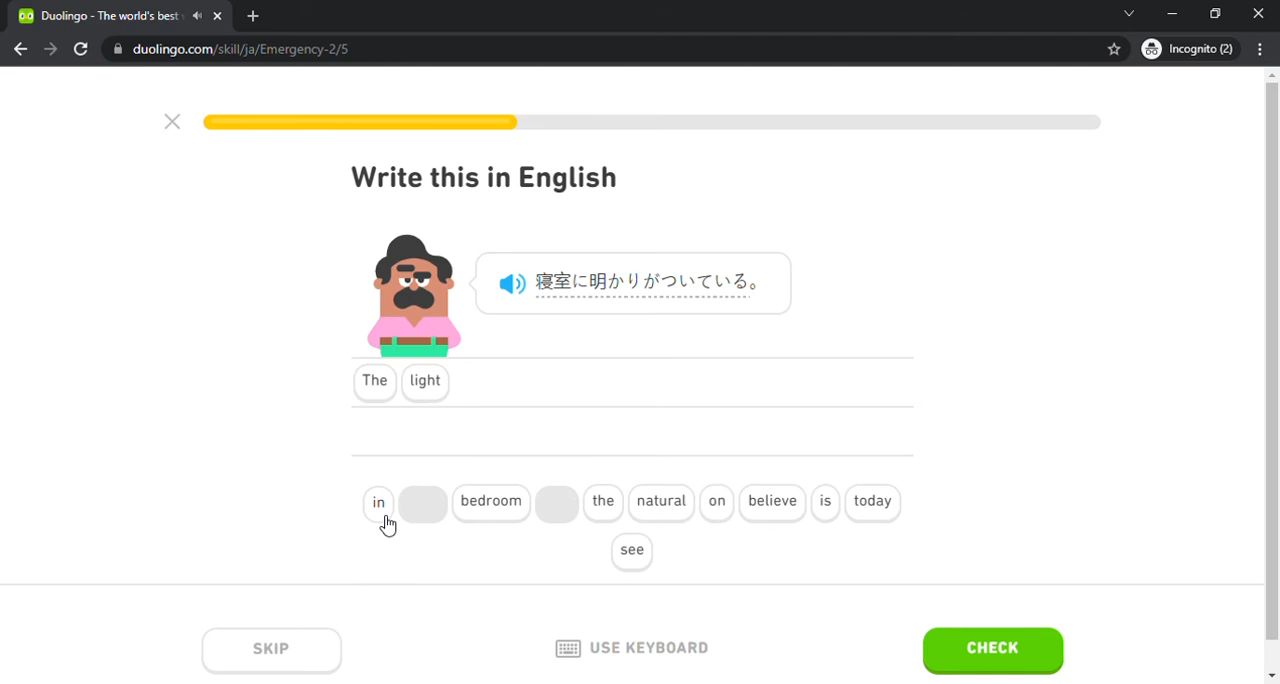 Duolingo - The world's best
duolingo.com/skill/ja/Emergency-2/5
Incognito (2)
Write this in English
寝室に明かりがついている。
The light
in bedroom the natural on believe is today
see
SKIP
USE KEYBOARD
CHECK